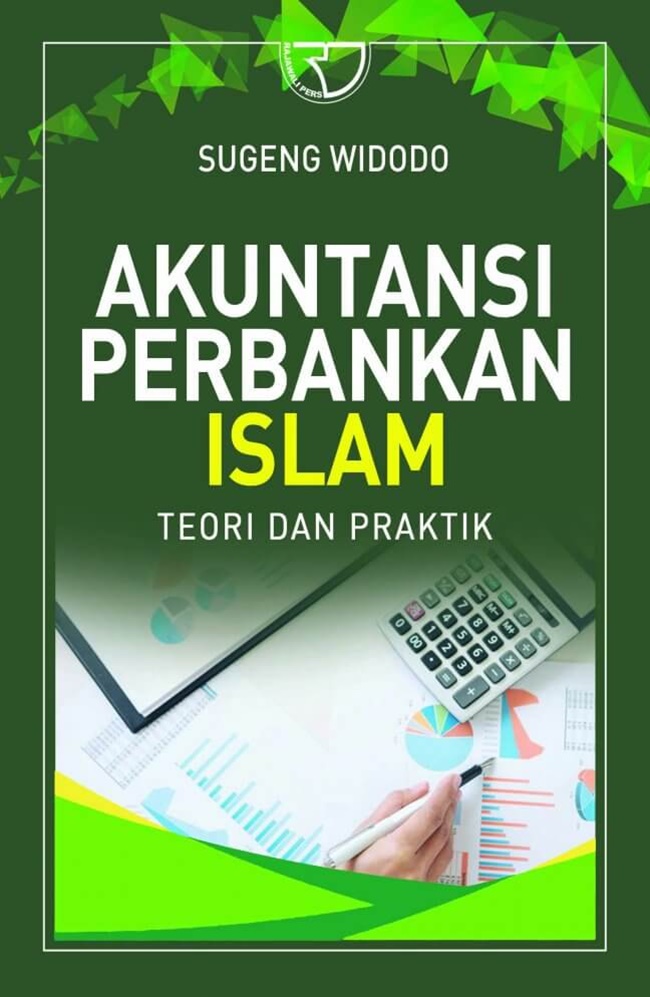 RAJAWALI PERS
SUGENG WIDODO
AKUNTANSI
PERBANKAN
ISLAM
TEORI DAN PRAKTIK